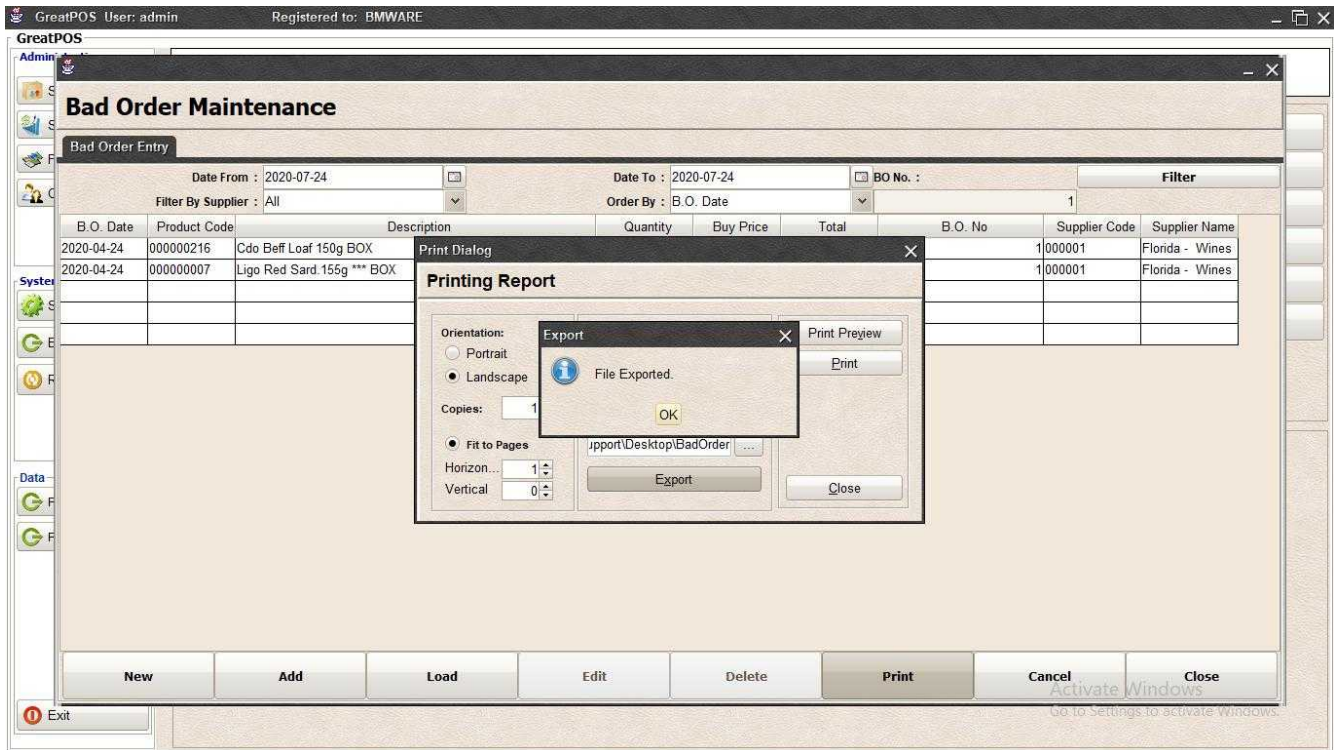 GreatPOS User: admin Registered to: BMWARE
GreatPOS
Bad Order Maintenance
Bad Order Entry
Date From : 2020-07-24 Date To : 2020-07-24 BO No. : Filter
Filter By Supplier : All Order By : B.O. Date 1
B.O. Date Product Code Description Quantity Buy Price Total B.O. No Supplier Code Supplier Name
2020-04-24 000000216 Cdo Beff Loaf 150g BOX 1 000001 Florida - Wines
2020-04-24 000000007 Ligo Red Sard.155g *** BOX 1 000001 Florida - Wines
Print Dialog
Printing Report
Orientation:
Portrait
Landscape
Copies: 1
Fit to Pages
Horizon... 1
Vertical 0
Export
File Exported.
OK
upport\Desktop\BadOrder ...
Export
Print Preview
Print
Close
Data
New Add Load Edit Delete Print Cancel Close
Activate Windows
Go to Settings to activate Windows.
Exit